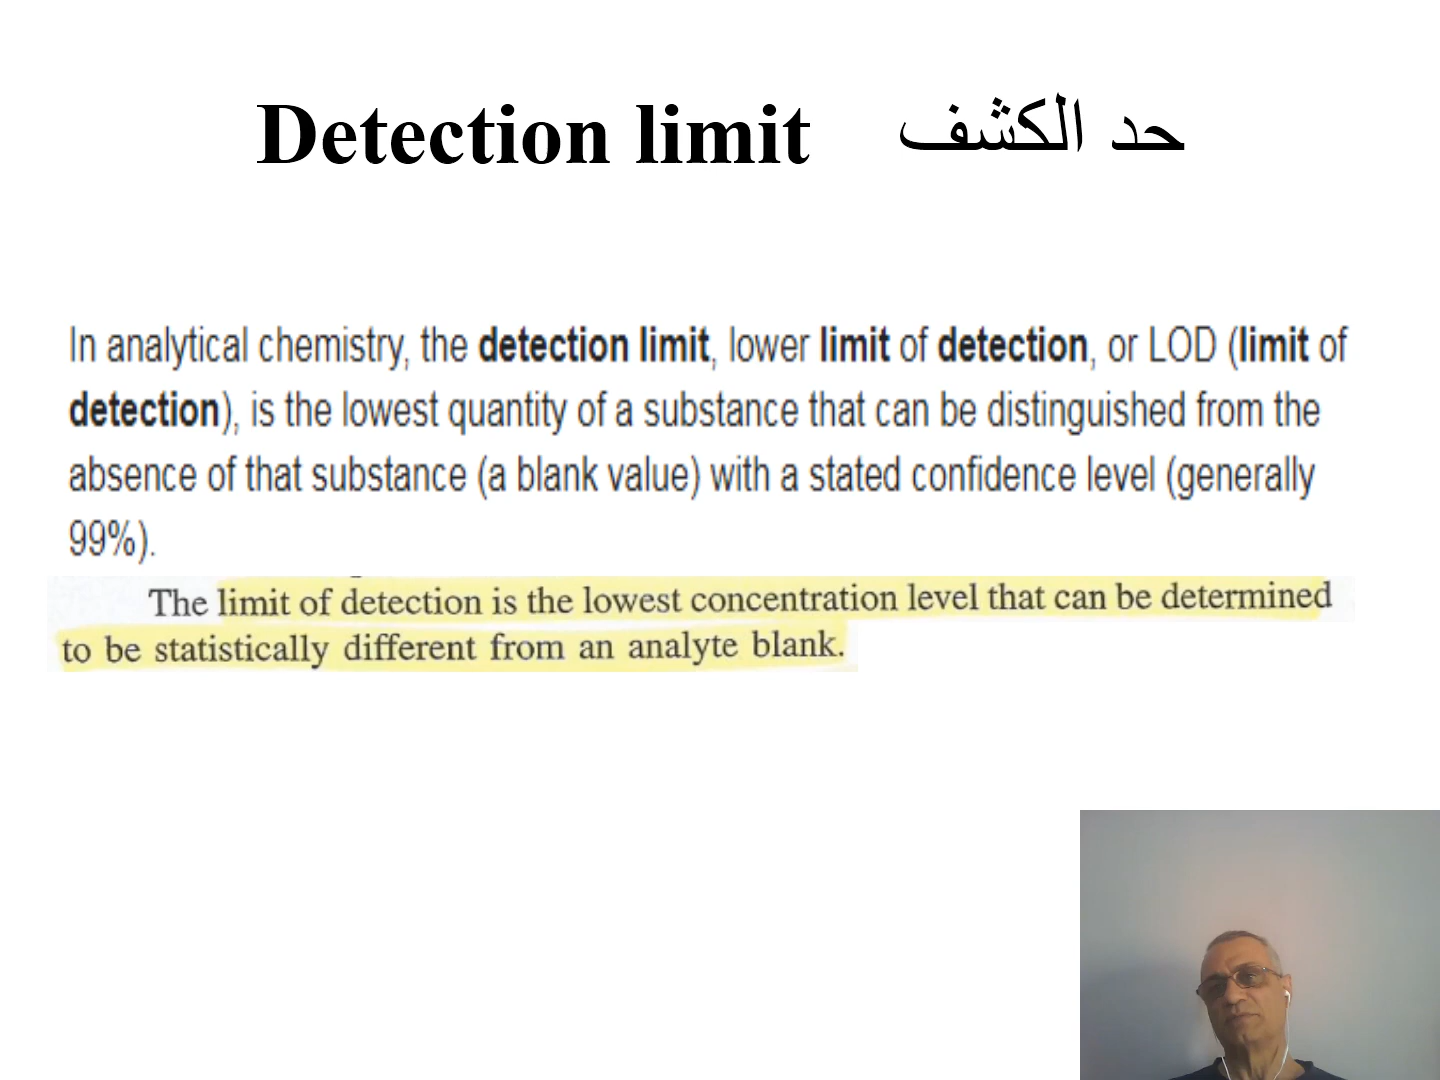 Detection limit حد الكشف
In analytical chemistry, the detection limit, lower limit of detection, or LOD (limit of
detection), is the lowest quantity of a substance that can be distinguished from the
absence of that substance (a blank value) with a stated confidence level (generally
99%).
The limit of detection is the lowest concentration level that can be determined
to be statistically different from an analyte blank.